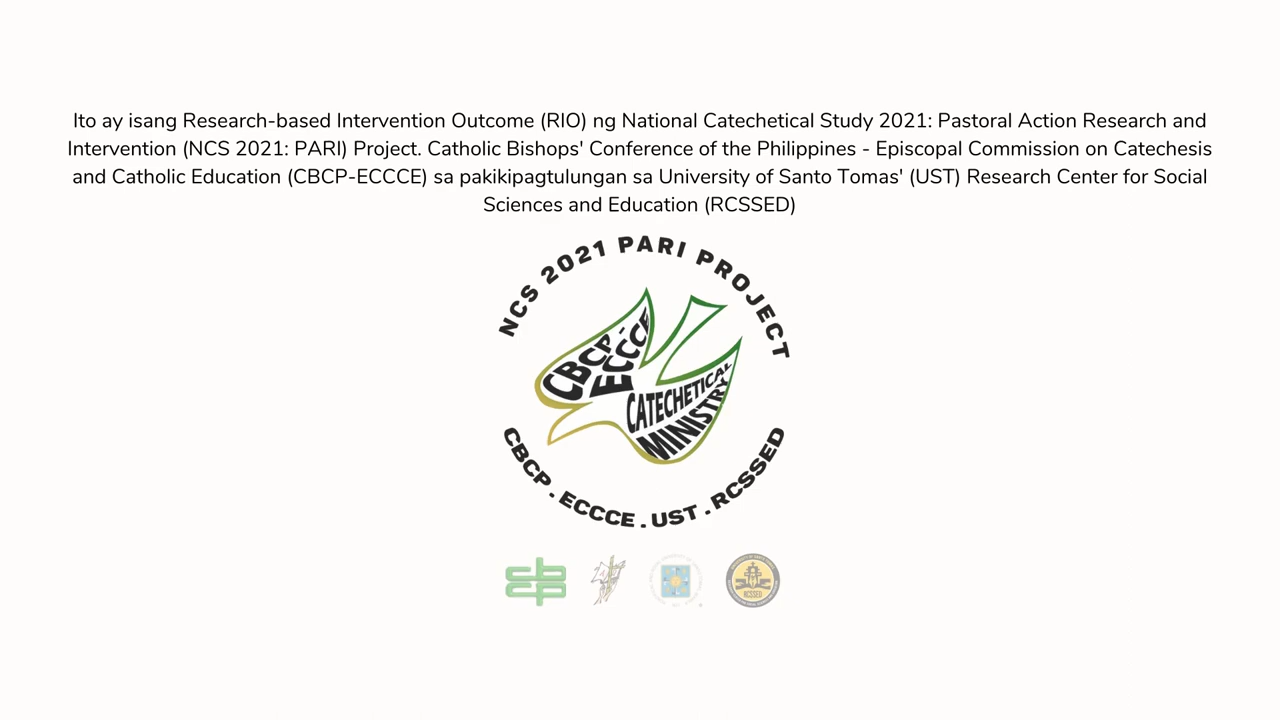 Ito ay isang Research-based Intervention Outcome (RIO) ng National Catechetical Study 2021: Pastoral Action Research and
Intervention (NCS 2021: PARI) Project. Catholic Bishops' Conference of the Philippines - Episcopal Commission on Catechesis
and Catholic Education (CBCP-ECCCE) sa pakikipagtulungan sa University of Santo Tomas' (UST) Research Center for Social
Sciences and Education (RCSSED)
NCS 2021 PARI PROJECT
CBCP-
ECCCE
CATECHETICAL
MINISTRY
CBCP . ECCCE . UST . RCSSED
cb
cp
RCSSED